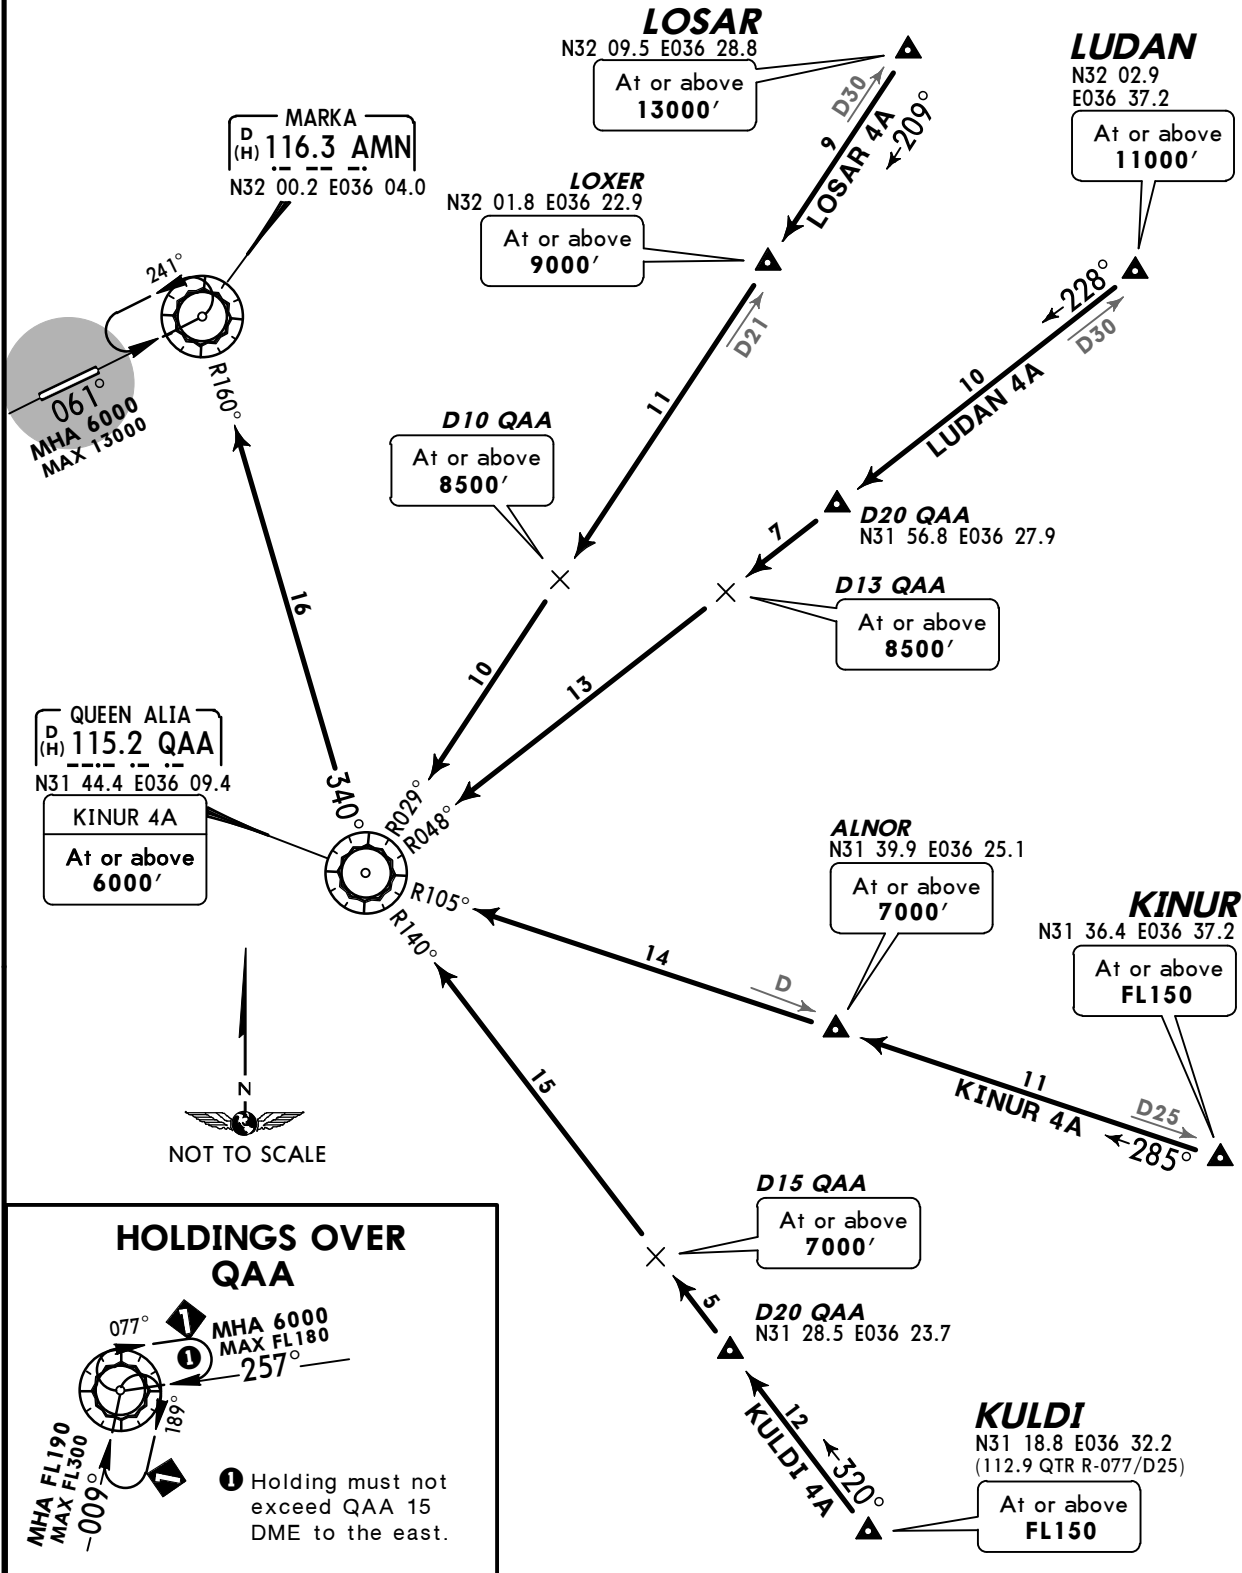 LOSAR
N32 09.5 E036 28.8
At or above
13000′
D30
9
LOSAR 4A
209°
LUDAN
N32 02.9
E036 37.2
At or above
11000′
MARKA
D
(H) 116.3 AMN
N32 00.2 E036 04.0
LOXER
N32 01.8 E036 22.9
At or above
9000′
D21
241°
061°
MHA 6000
MAX 13000
R160°
228°
D30
10
LUDAN 4A
11
D10 QAA
At or above
8500′
D20 QAA
N31 56.8 E036 27.9
7
D13 QAA
At or above
8500′
16
10
13
QUEEN ALIA
D
(H) 115.2 QAA
N31 44.4 E036 09.4
KINUR 4A
At or above
6000′
340°
R029°
R048°
R105°
R140°
ALNOR
N31 39.9 E036 25.1
At or above
7000′
14
D
KINUR
N31 36.4 E036 37.2
At or above
FL150
11
KINUR 4A
D25
285°
N
NOT TO SCALE
15
D15 QAA
At or above
7000′
5
D20 QAA
N31 28.5 E036 23.7
12
KULDI 4A
320°
KULDI
N31 18.8 E036 32.2
(112.9 QTR R-077/D25)
At or above
FL150
HOLDINGS OVER
QAA
077°
1
MHA 6000
MAX FL180
1
257°
189°
1
MHA FL190
MAX FL300
009°
1 Holding must not
exceed QAA 15
DME to the east.